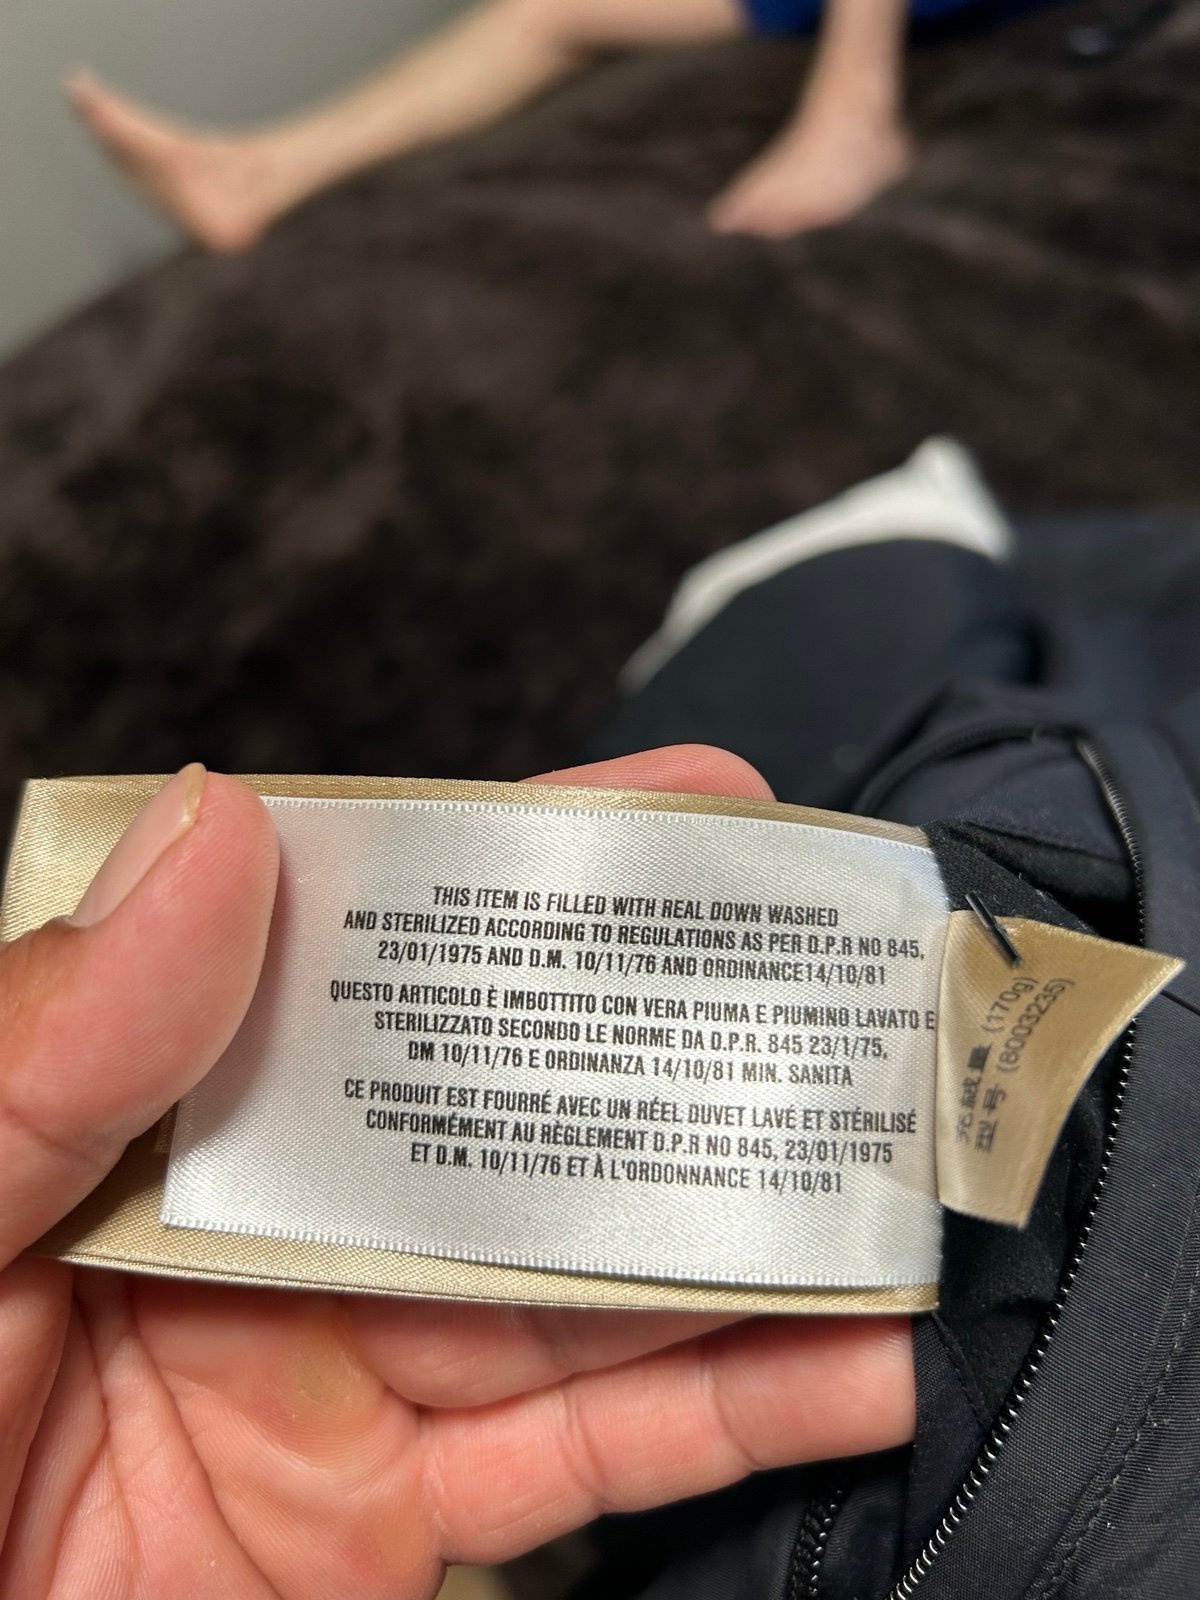 THIS ITEM IS FILLED WITH REAL DOWN WASHED
AND STERILIZED ACCORDING TO REGULATIONS AS PER D.P.R NO 845,
23/01/1975 AND D.M. 10/11/76 AND ORDINANCE14/10/81
QUESTO ARTICOLO È IMBOTTITO CON VERA PIUMA E PIUMINO LAVATO E
STERILIZZATO SECONDO LE NORME DA D.P.R. 845 23/1/75,
DM 10/11/76 E ORDINANZA 14/10/81 MIN. SANITA
CE PRODUIT EST FOURRÉ AVEC UN RÉEL DUVET LAVÉ ET STÉRILISÉ
CONFORMÉMENT AU RÈGLEMENT D.P.R NO 845, 23/01/1975
ET D.M. 10/11/76 ET À L'ORDONNANCE 14/10/81
充绒量 (170g)
型号 (8003235)